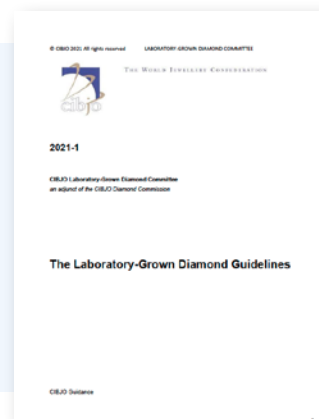 © CIBJO 2021 All rights reserved LABORATORY-GROWN DIAMOND COMMITTEE
THE WORLD JEWELLERY CONFEDERATION
cibjo
2021-1
CIBJO Laboratory-Grown Diamond Committee
an adjunct of the CIBJO Diamond Commission
The Laboratory-Grown Diamond Guidelines
CIBJO Guidance